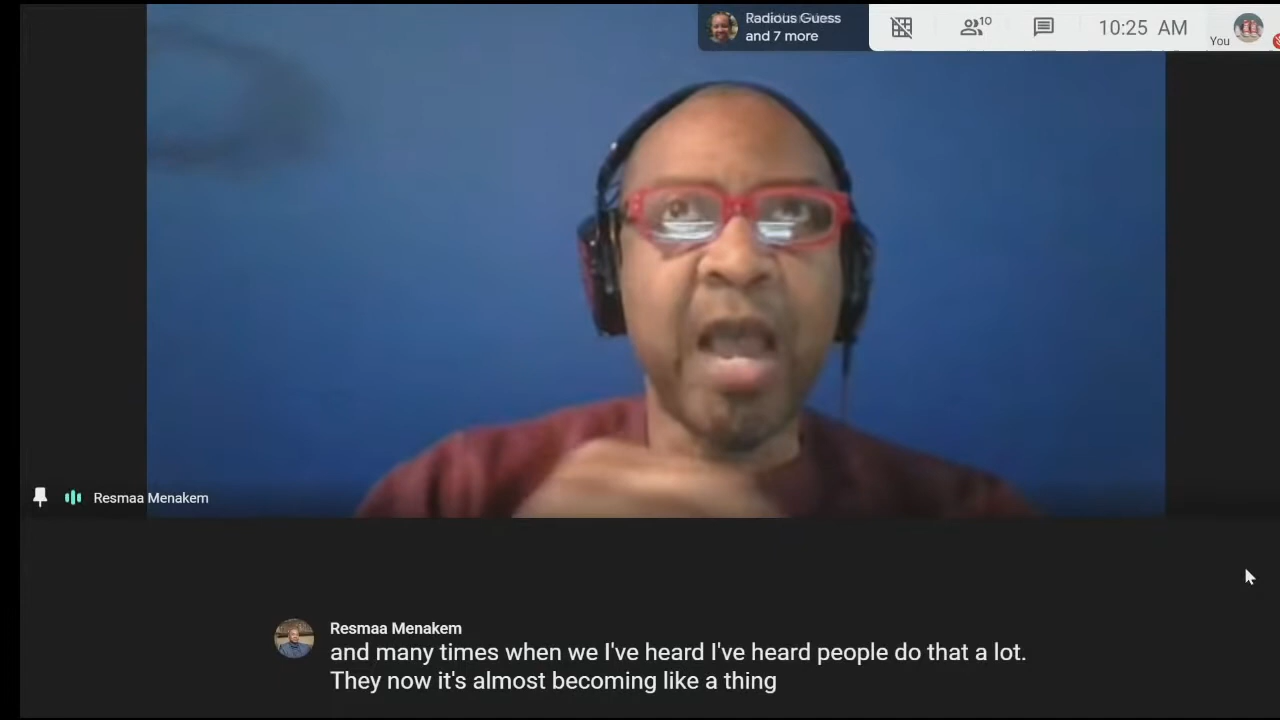 Radious Guess
and 7 more
10
10:25 AM
You
Resmaa Menakem
Resmaa Menakem
and many times when we I've heard I've heard people do that a lot.
They now it's almost becoming like a thing